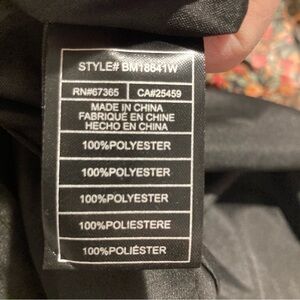 STYLE# BM18641W
RN#67365 CA#25459
MADE IN CHINA
FABRIQUÉ EN CHINE
HECHO EN CHINA
100%POLYESTER
100%POLYESTER
100%POLYESTER
100%POLIESTERE
100%POLIÉSTER